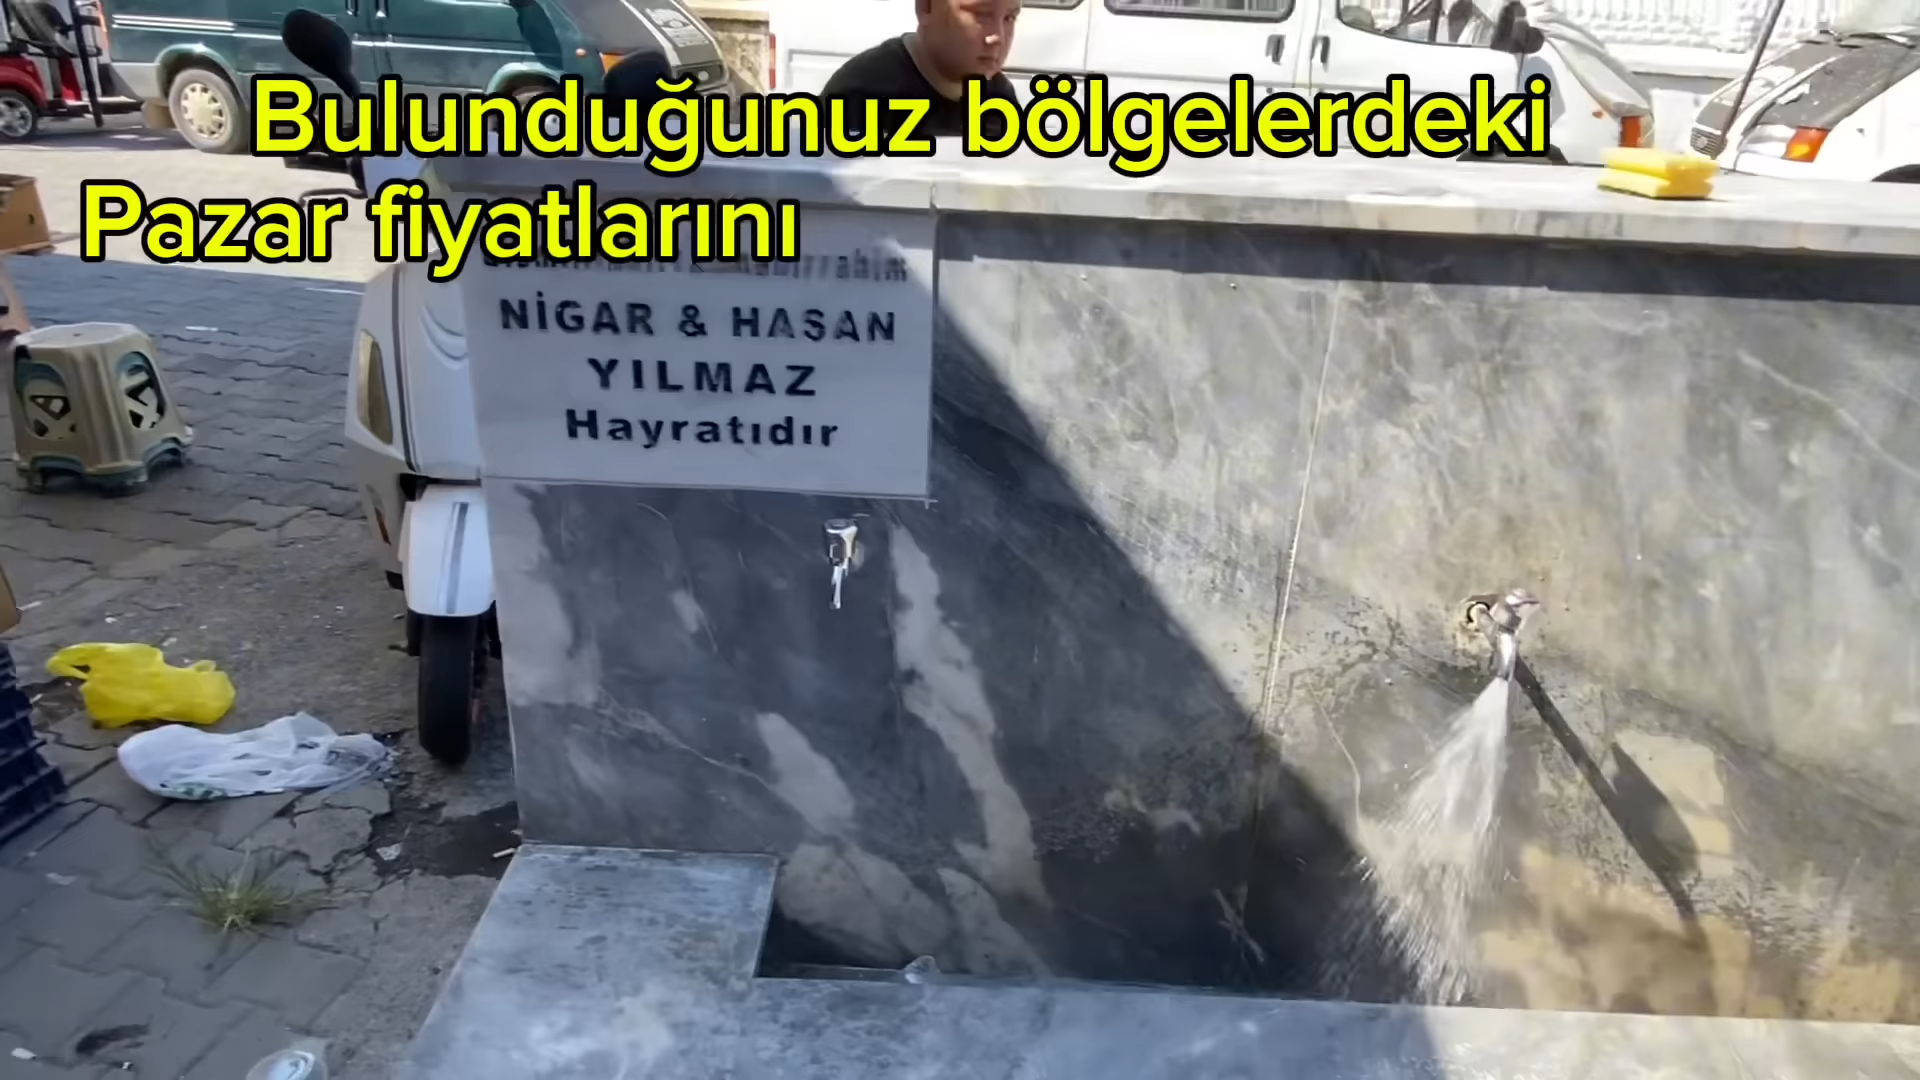 Bulunduğunuz bölgelerdeki
Pazar fiyatlarını
NİGAR & HASAN
YILMAZ
Hayratıdır